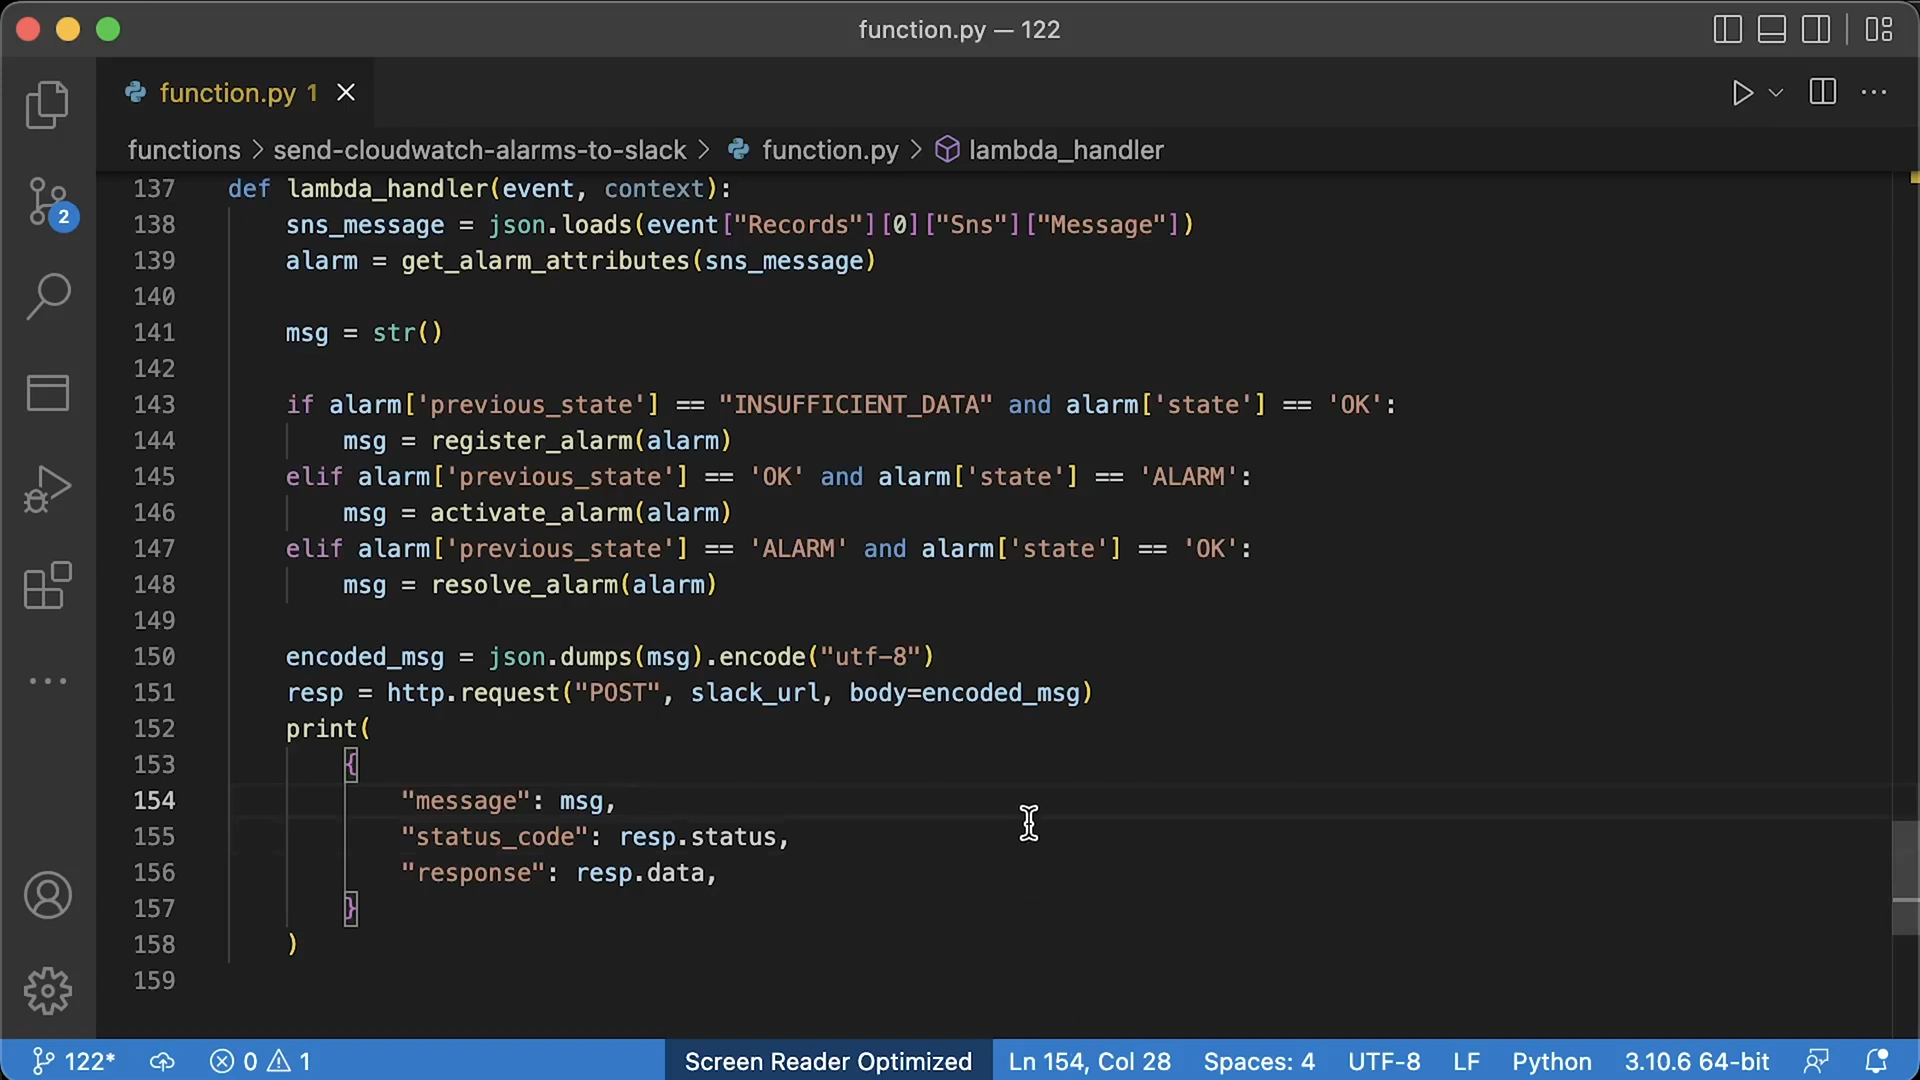 function.py — 122
function.py 1
functions > send-cloudwatch-alarms-to-slack > function.py > lambda_handler
137 def lambda_handler(event, context):
138 sns_message = json.loads(event["Records"][0]["Sns"]["Message"])
139 alarm = get_alarm_attributes(sns_message)
140
141 msg = str()
142
143 if alarm['previous_state'] == "INSUFFICIENT_DATA" and alarm['state'] == 'OK':
144 msg = register_alarm(alarm)
145 elif alarm['previous_state'] == 'OK' and alarm['state'] == 'ALARM':
146 msg = activate_alarm(alarm)
147 elif alarm['previous_state'] == 'ALARM' and alarm['state'] == 'OK':
148 msg = resolve_alarm(alarm)
149
150 encoded_msg = json.dumps(msg).encode("utf-8")
151 resp = http.request("POST", slack_url, body=encoded_msg)
152 print(
153 {
154 "message": msg,
155 "status_code": resp.status,
156 "response": resp.data,
157 }
158 )
159
2
122* 0 1 Screen Reader Optimized Ln 154, Col 28 Spaces: 4 UTF-8 LF Python 3.10.6 64-bit